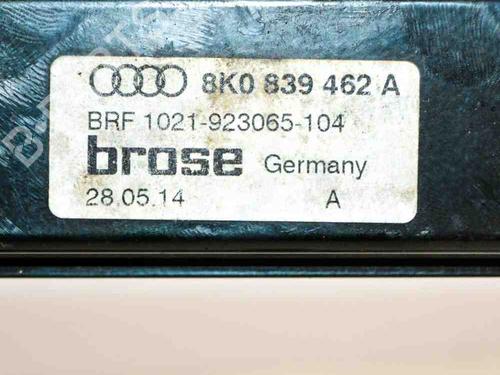 8K0 839 462 A
BRF 1021-923065-104
brose Germany
28.05.14 A